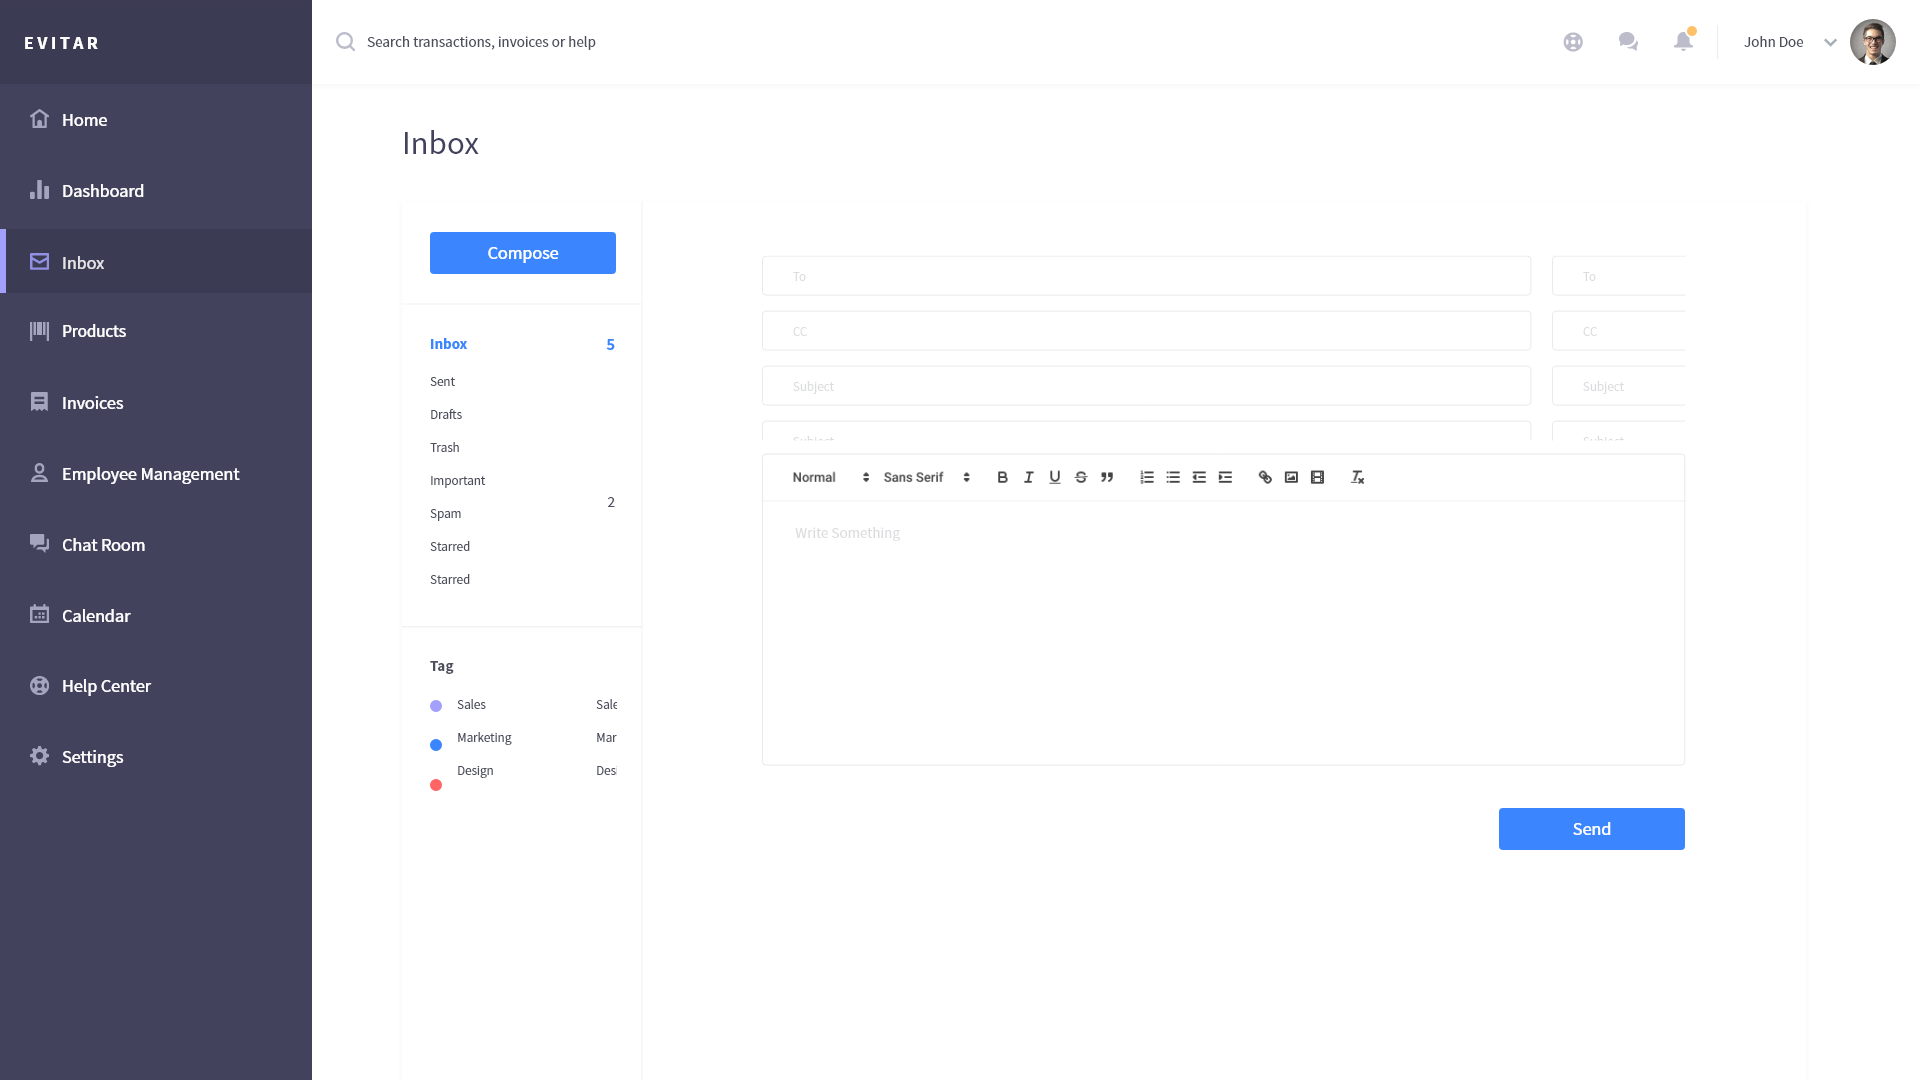 EVITAR
Search transactions, invoices or help
John Doe
Home
Dashboard
Inbox
Products
Invoices
Employee Management
Chat Room
Calendar
Help Center
Settings
Inbox
Compose
Inbox 5
Sent
Drafts
Trash
Important
2
Spam
Starred
Starred
Tag
Sales Sale
Marketing Mar
Design Desi
To To
CC CC
Subject Subject
Subject Subject
Normal Sans Serif
Write Something
Send